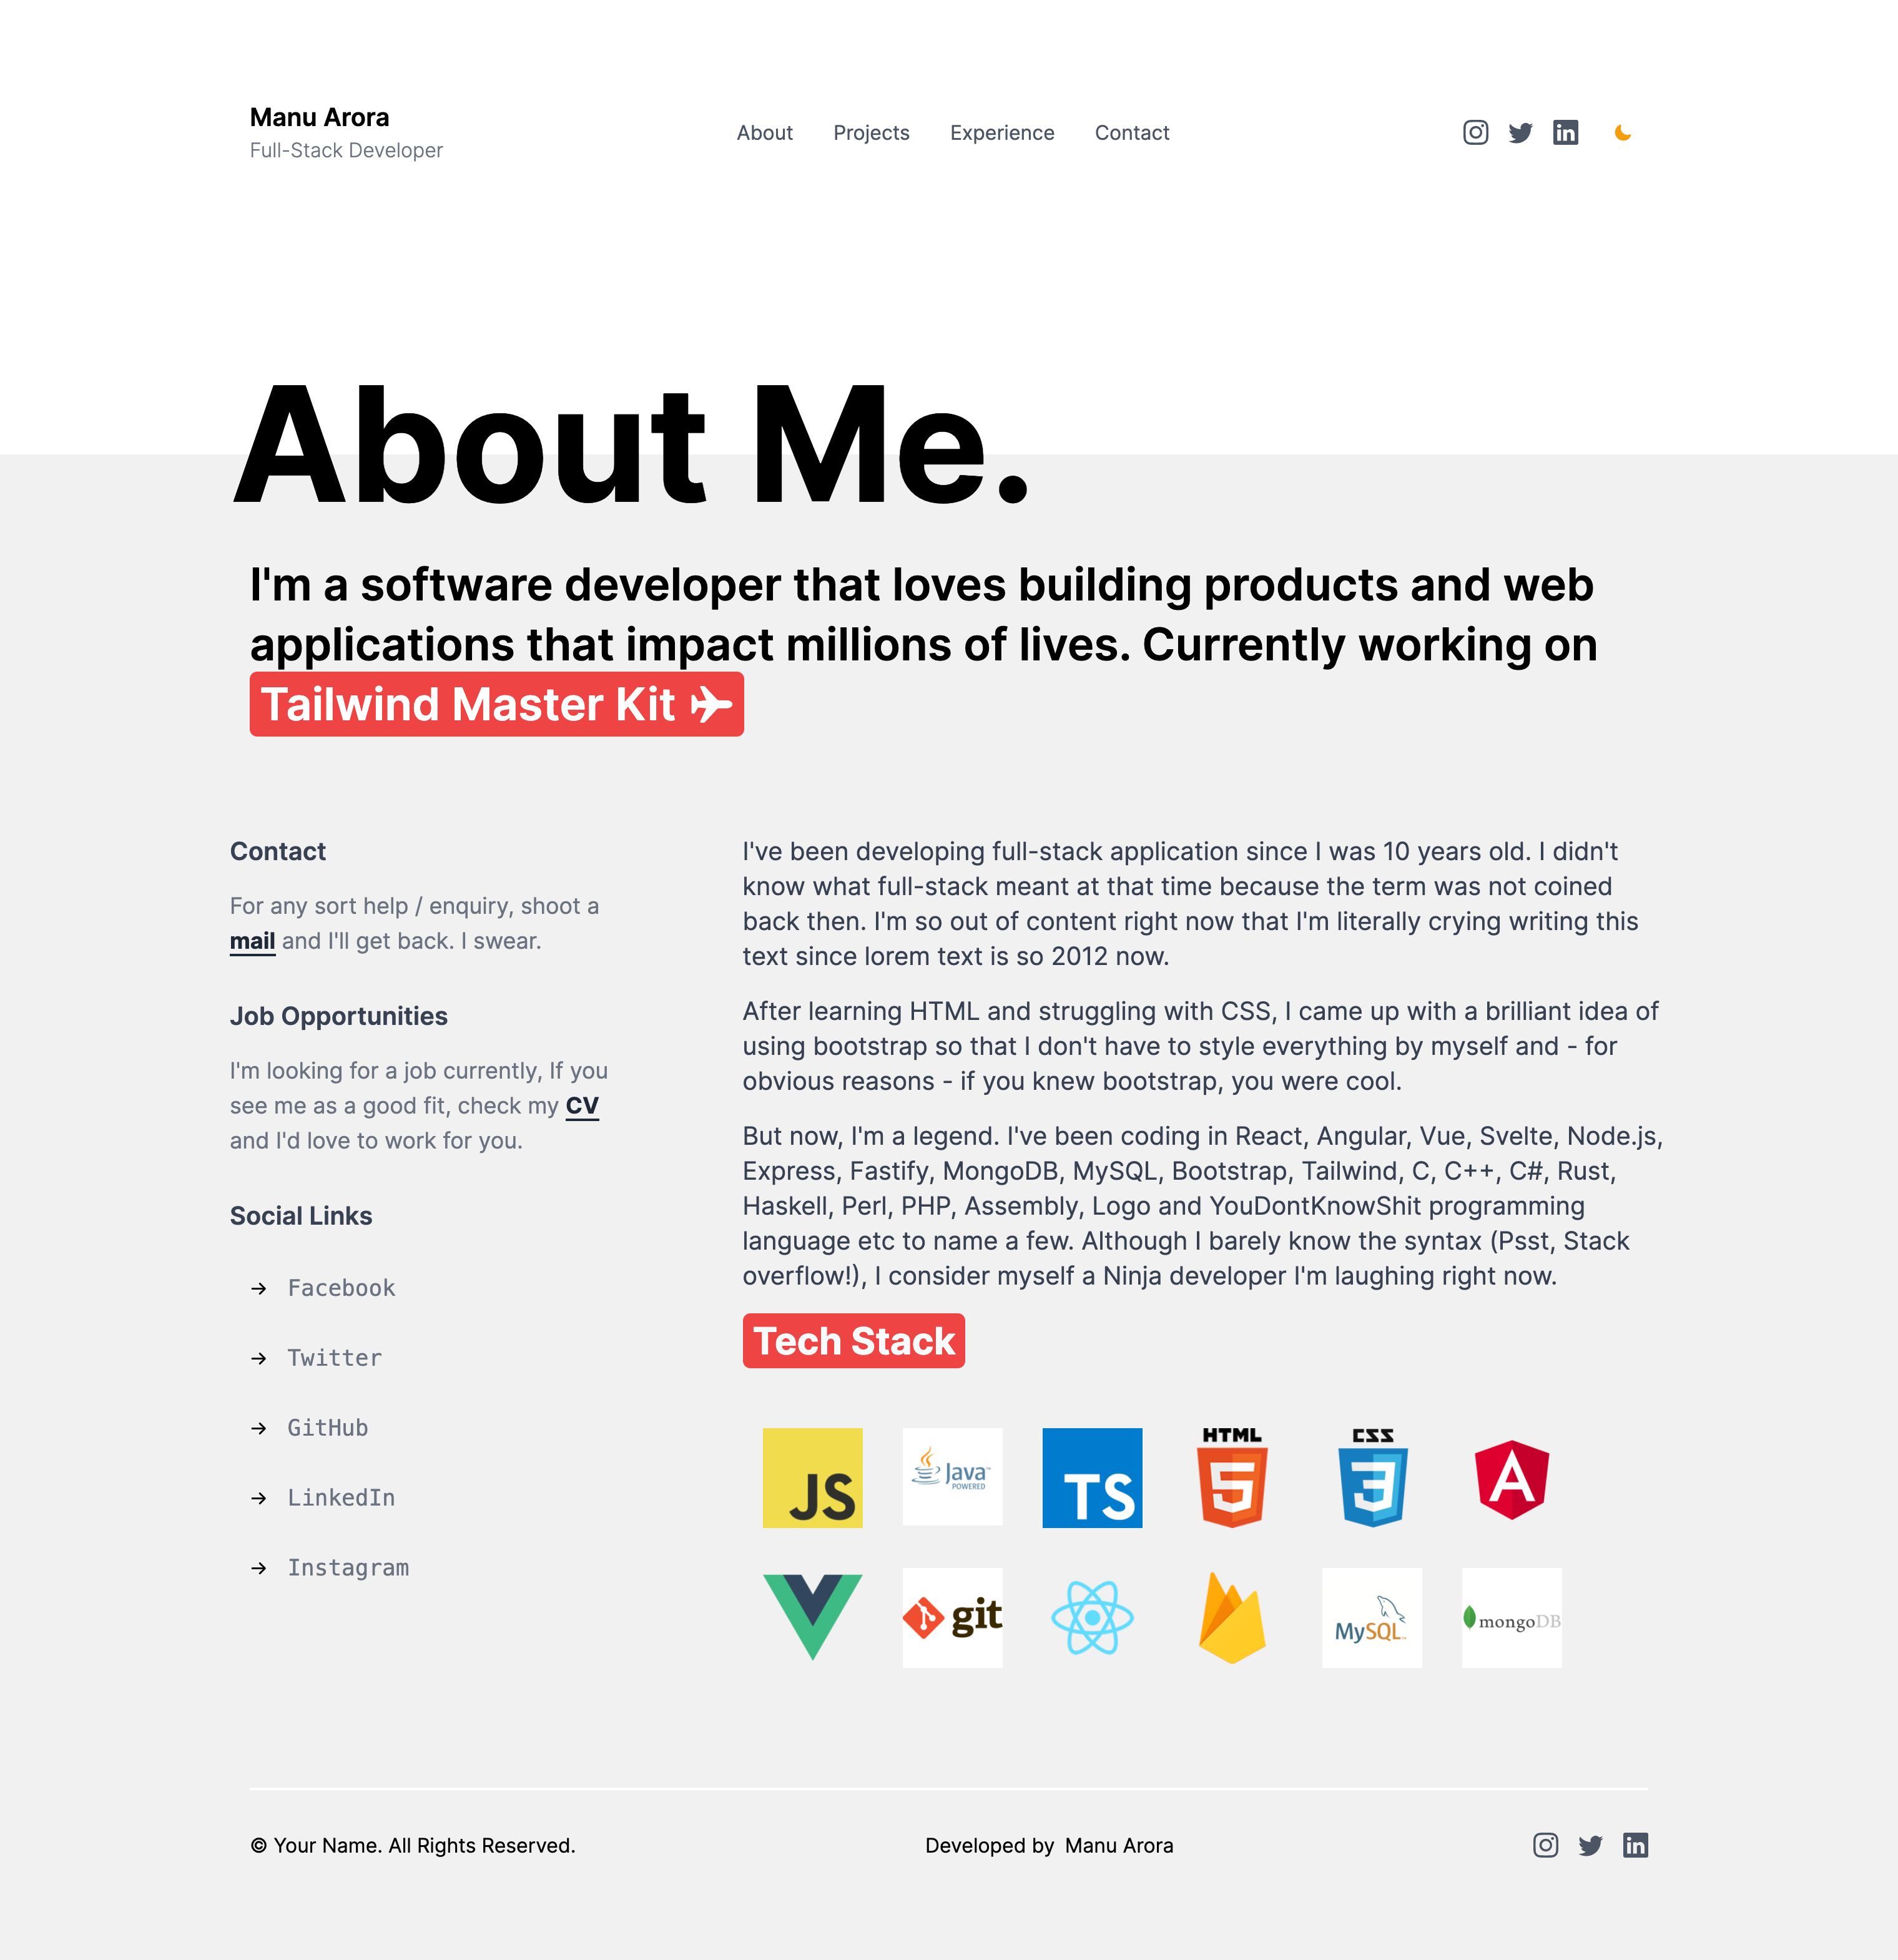 Manu Arora
Full-Stack Developer
About Projects Experience Contact
About Me.
I'm a software developer that loves building products and web
applications that impact millions of lives. Currently working on
Tailwind Master Kit
Contact
For any sort help / enquiry, shoot a
mail and I'll get back. I swear.
Job Opportunities
I'm looking for a job currently, If you
see me as a good fit, check my CV
and I'd love to work for you.
Social Links
→ Facebook
→ Twitter
→ GitHub
→ LinkedIn
→ Instagram
I've been developing full-stack application since I was 10 years old. I didn't
know what full-stack meant at that time because the term was not coined
back then. I'm so out of content right now that I'm literally crying writing this
text since lorem text is so 2012 now.
After learning HTML and struggling with CSS, I came up with a brilliant idea of
using bootstrap so that I don't have to style everything by myself and - for
obvious reasons - if you knew bootstrap, you were cool.
But now, I'm a legend. I've been coding in React, Angular, Vue, Svelte, Node.js,
Express, Fastify, MongoDB, MySQL, Bootstrap, Tailwind, C, C++, C#, Rust,
Haskell, Perl, PHP, Assembly, Logo and YouDontKnowShit programming
language etc to name a few. Although I barely know the syntax (Psst, Stack
overflow!), I consider myself a Ninja developer I'm laughing right now.
Tech Stack
JS
Java™
POWERED
TS
HTML
5
CSS
3
A
git
MySQL™
mongoDB
© Your Name. All Rights Reserved.
Developed by Manu Arora